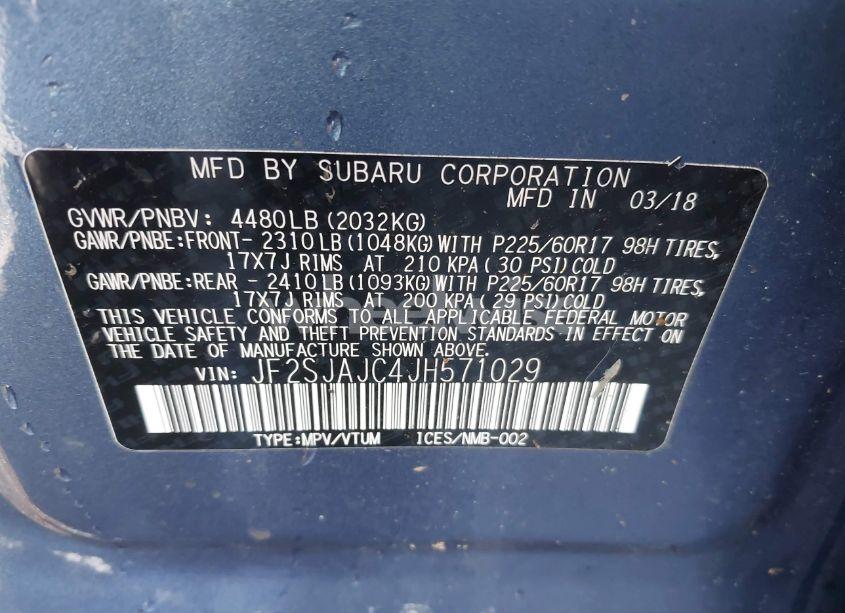 MFD BY SUBARU CORPORATION
MFD IN 03/18
GVWR/PNBV: 4480LB(2032KG)
GAWR/PNBE:FRONT- 2310LB(1048KG)WITH P225/60R17 98H TIRES,
17X7J RIMS AT 210 KPA( 30 PSI)COLD
GAWR/PNBE:REAR - 2410LB(1093KG)WITH P225/60R17 98H TIRES,
17X7J RIMS AT 200 KPA( 29 PSI)COLD
THIS VEHICLE CONFORMS TO ALL APPLICABLE FEDERAL MOTOR
VEHICLE SAFETY AND THEFT PREVENTION STANDARDS IN EFFECT ON
THE DATE OF MANUFACTURE SHOWN ABOVE.
VIN: JF2SJAJC4JH571029
TYPE:MPV/VTUM ICES/NMB-002